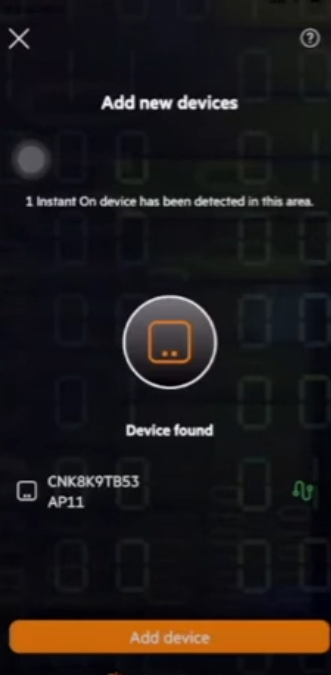 Add new devices
1 Instant On device has been detected in this area.
Device found
CNK8K9TB53
AP11
Add device